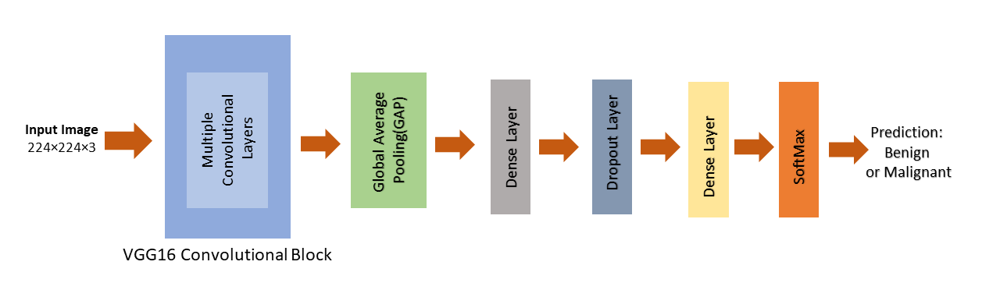 Input Image
224×224×3
Multiple
Convolutional
Layers
VGG16 Convolutional Block
Global Average
Pooling(GAP)
Dense Layer
Dropout Layer
Dense Layer
SoftMax
Prediction:
Benign
or Malignant